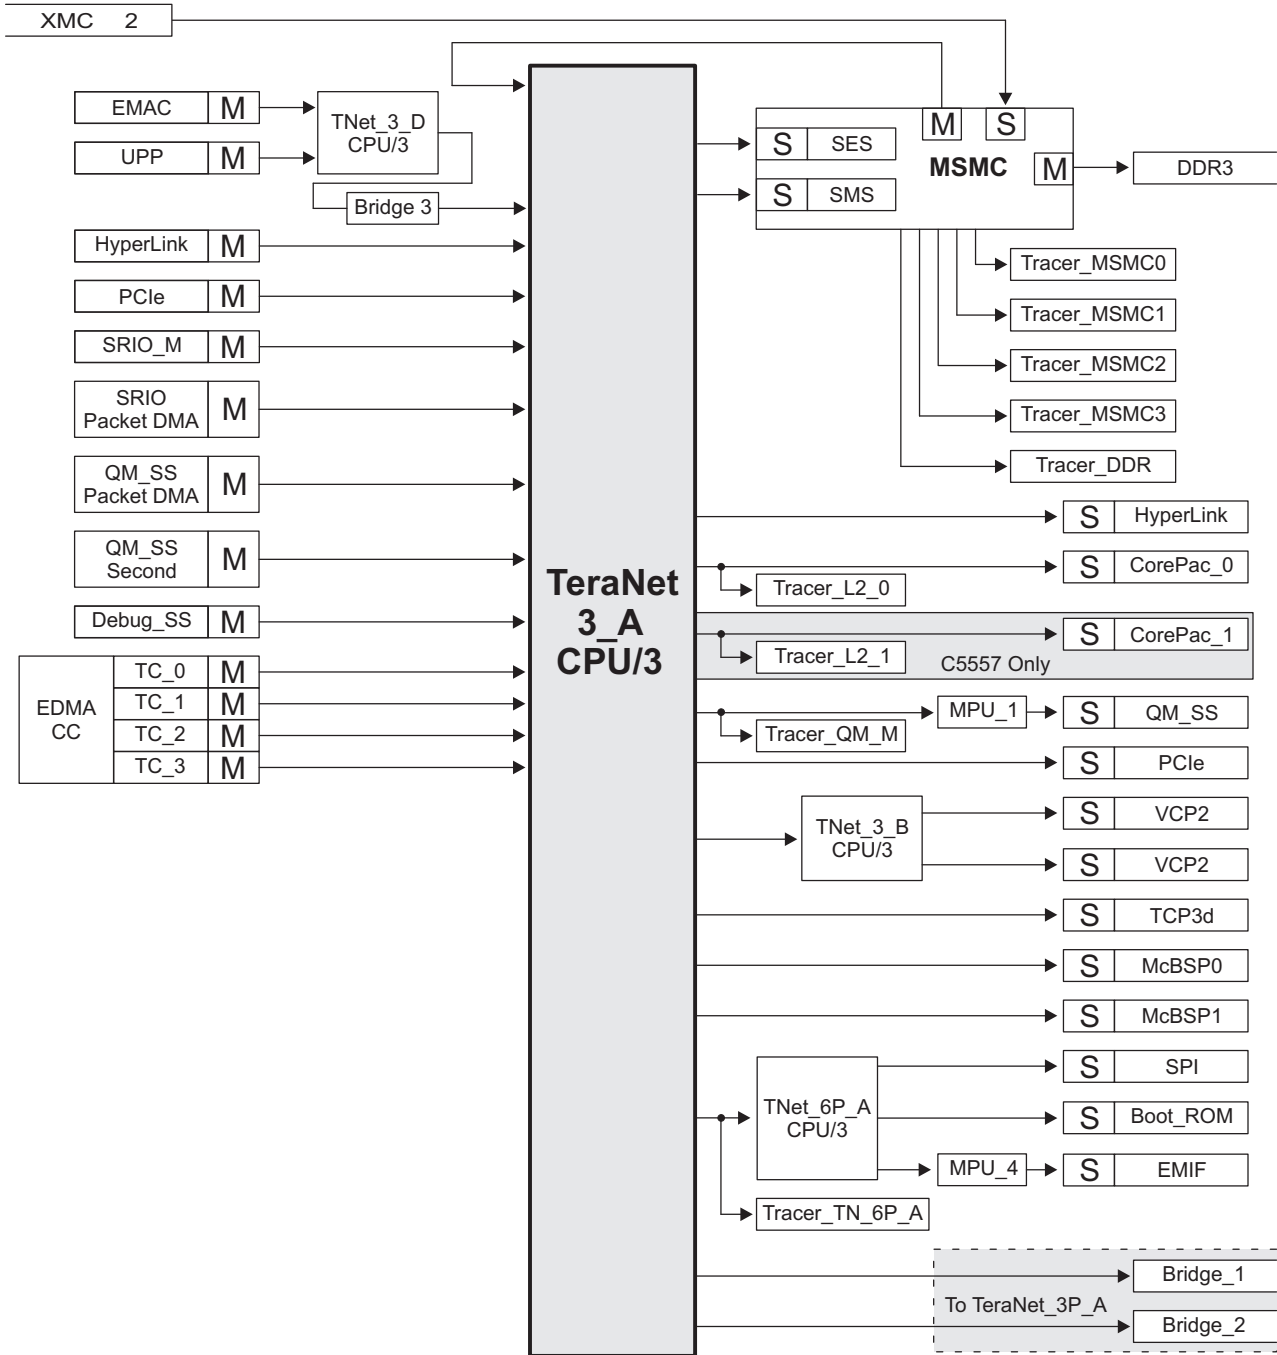 XMC 2
EMAC M
UPP M
TNet_3_D
CPU/3
Bridge 3
HyperLink M
PCIe M
SRIO_M M
SRIO
Packet DMA M
QM_SS
Packet DMA M
QM_SS
Second M
Debug_SS M
EDMA
CC
TC_0 M
TC_1 M
TC_2 M
TC_3 M
TeraNet
3_A
CPU/3
M S
S SES
MSMC
M
S SMS
DDR3
Tracer_MSMC0
Tracer_MSMC1
Tracer_MSMC2
Tracer_MSMC3
Tracer_DDR
S HyperLink
S CorePac_0
Tracer_L2_0
S CorePac_1
Tracer_L2_1
C5557 Only
MPU_1
S QM_SS
Tracer_QM_M
S PCIe
TNet_3_B
CPU/3
S VCP2
S VCP2
S TCP3d
S McBSP0
S McBSP1
TNet_6P_A
CPU/3
S SPI
S Boot_ROM
MPU_4
S EMIF
Tracer_TN_6P_A
Bridge_1
To TeraNet_3P_A
Bridge_2